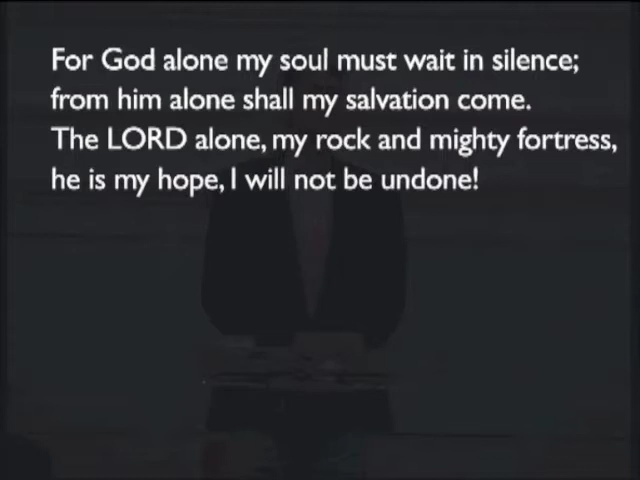 For God alone my soul must wait in silence;
from him alone shall my salvation come.
The LORD alone, my rock and mighty fortress,
he is my hope, I will not be undone!